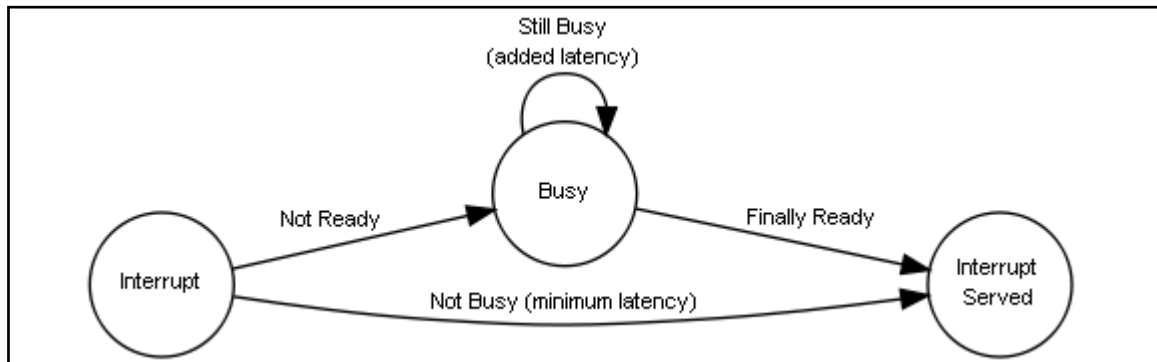 Still Busy
(added latency)
Busy
Not Ready
Finally Ready
Interrupt
Interrupt
Served
Not Busy (minimum latency)